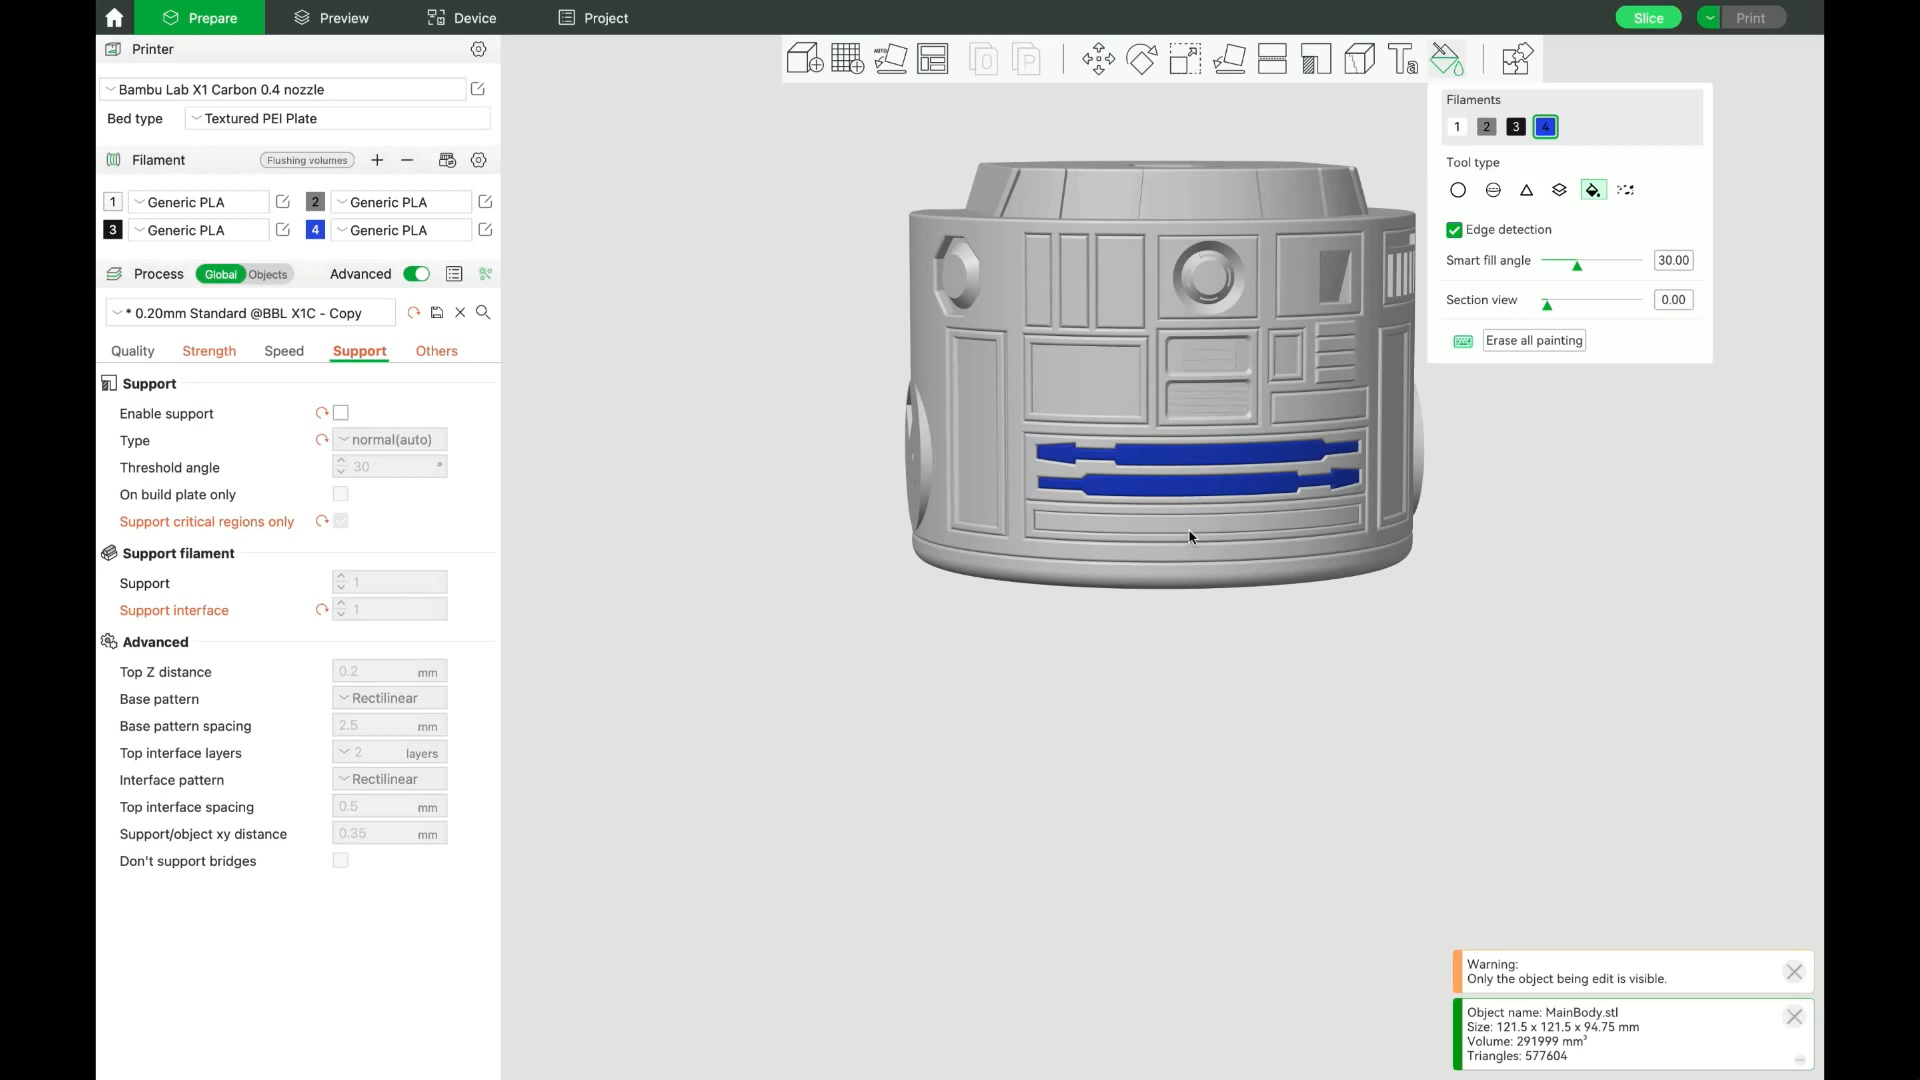 Prepare
Preview
Device
Project
Slice
Print
Printer
Bambu Lab X1 Carbon 0.4 nozzle
Bed type
Textured PEI Plate
Filament
Flushing volumes
1 Generic PLA
2 Generic PLA
3 Generic PLA
4 Generic PLA
Process
Global
Objects
Advanced
* 0.20mm Standard @BBL X1C - Copy
Quality
Strength
Speed
Support
Others
Support
Enable support
Type
normal(auto)
Threshold angle
30 °
On build plate only
Support critical regions only
Support filament
Support
1
Support interface
1
Advanced
Top Z distance
0.2 mm
Base pattern
Rectilinear
Base pattern spacing
2.5 mm
Top interface layers
2 layers
Interface pattern
Rectilinear
Top interface spacing
0.5 mm
Support/object xy distance
0.35 mm
Don't support bridges
AUTO
Ta
Filaments
1 2 3 4
Tool type
Edge detection
Smart fill angle
30.00
Section view
0.00
Erase all painting
Warning:
Only the object being edit is visible.
Object name: MainBody.stl
Size: 121.5 x 121.5 x 94.75 mm
Volume: 291999 mm³
Triangles: 577604